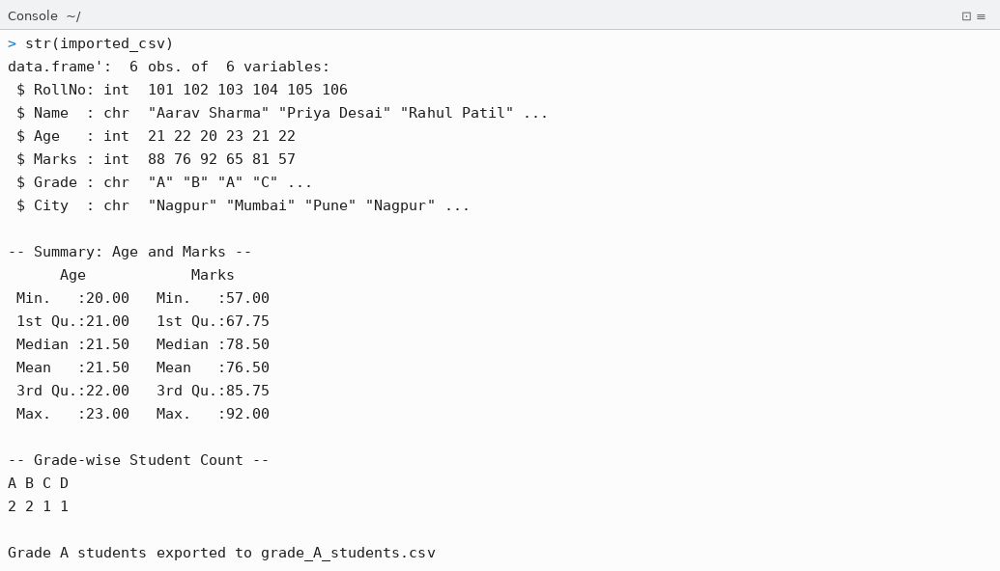 Console ~/
> str(imported_csv)
data.frame':  6 obs. of  6 variables:
 $ RollNo: int  101 102 103 104 105 106
 $ Name  : chr  "Aarav Sharma" "Priya Desai" "Rahul Patil" ...
 $ Age   : int  21 22 20 23 21 22
 $ Marks : int  88 76 92 65 81 57
 $ Grade : chr  "A" "B" "A" "C" ...
 $ City  : chr  "Nagpur" "Mumbai" "Pune" "Nagpur" ...
-- Summary: Age and Marks --
      Age            Marks
 Min.   :20.00   Min.   :57.00
 1st Qu.:21.00   1st Qu.:67.75
 Median :21.50   Median :78.50
 Mean   :21.50   Mean   :76.50
 3rd Qu.:22.00   3rd Qu.:85.75
 Max.   :23.00   Max.   :92.00
-- Grade-wise Student Count --
A B C D
2 2 1 1
Grade A students exported to grade_A_students.csv